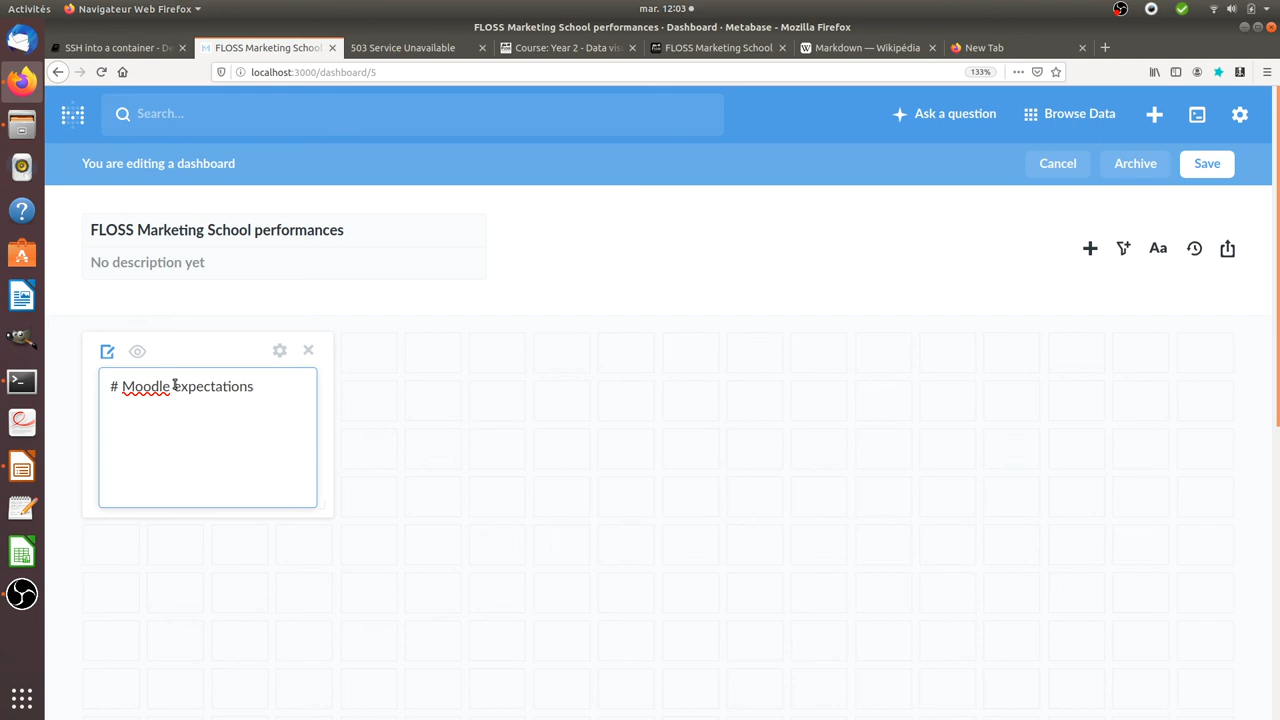 Activités
Navigateur Web Firefox
mar. 12:03
FLOSS Marketing School performances · Dashboard · Metabase - Mozilla Firefox
SSH into a container - De
FLOSS Marketing School
503 Service Unavailable
Course: Year 2 - Data vis
FLOSS Marketing School
Markdown — Wikipédia
New Tab
localhost:3000/dashboard/5
133%
Search...
Ask a question
Browse Data
You are editing a dashboard
Cancel
Archive
Save
FLOSS Marketing School performances
No description yet
Aa
# Moodle expectations